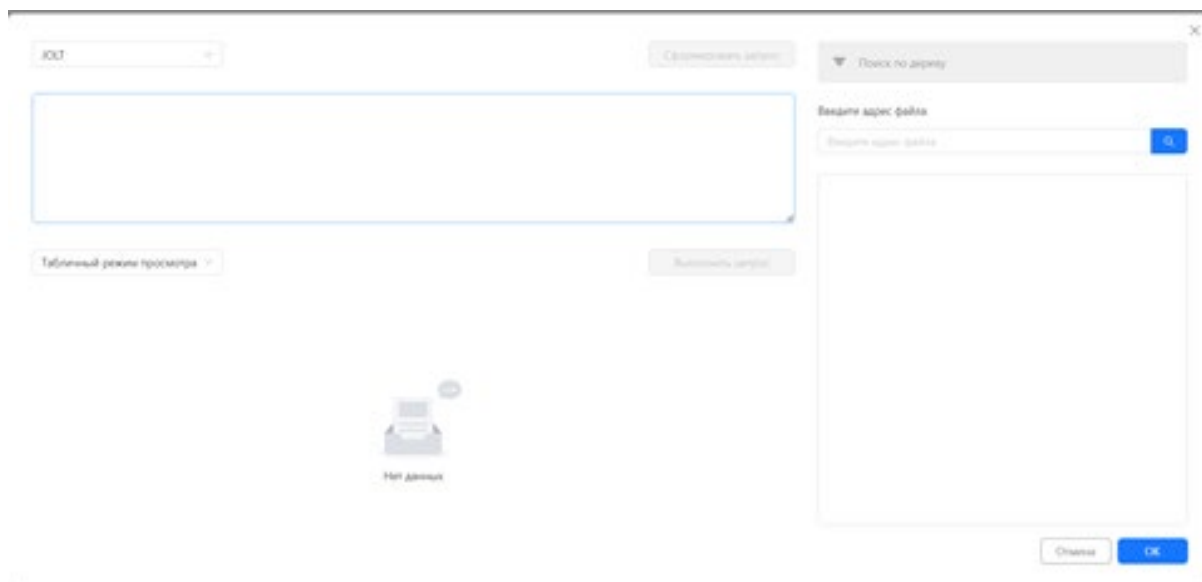 JOLT
Сформировать запрос
Табличный режим просмотра
Выполнить запрос
Нет данных
Поиск по дереву
Введите адрес файла
Введите адрес файла
Отмена
OK